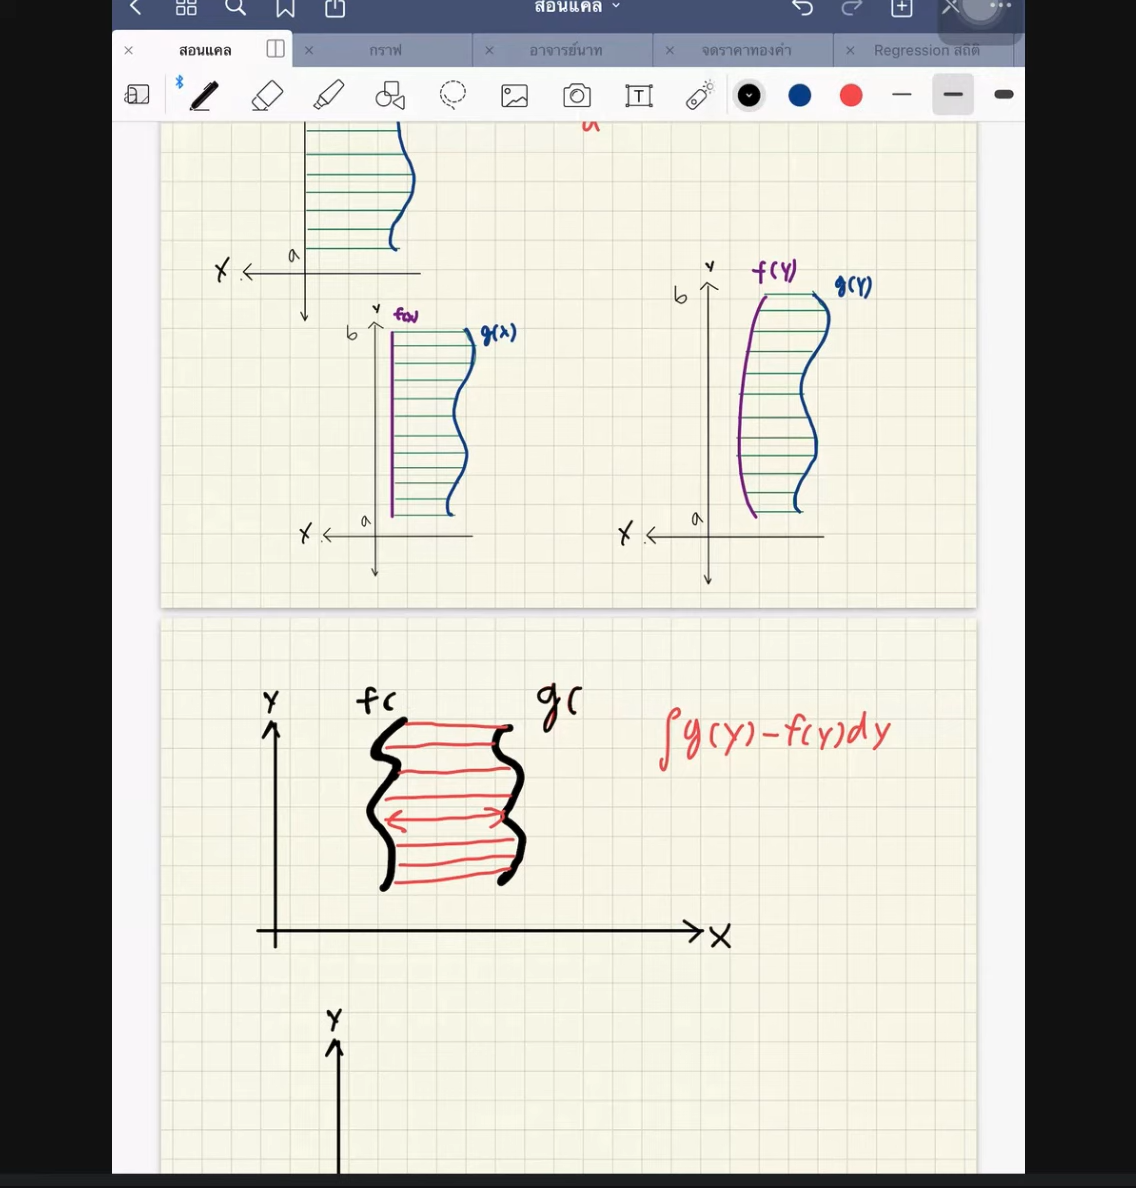 สอนแคล
สอนแคล กราฟ อาจารย์นาท จดราคาทองคำ Regression สถิติ
T
a
X
Y f(x) g(x)
b
a
X
Y f(Y) g(Y)
b
a
X
Y f( g(
∫g(y)-f(y)dy
X
Y